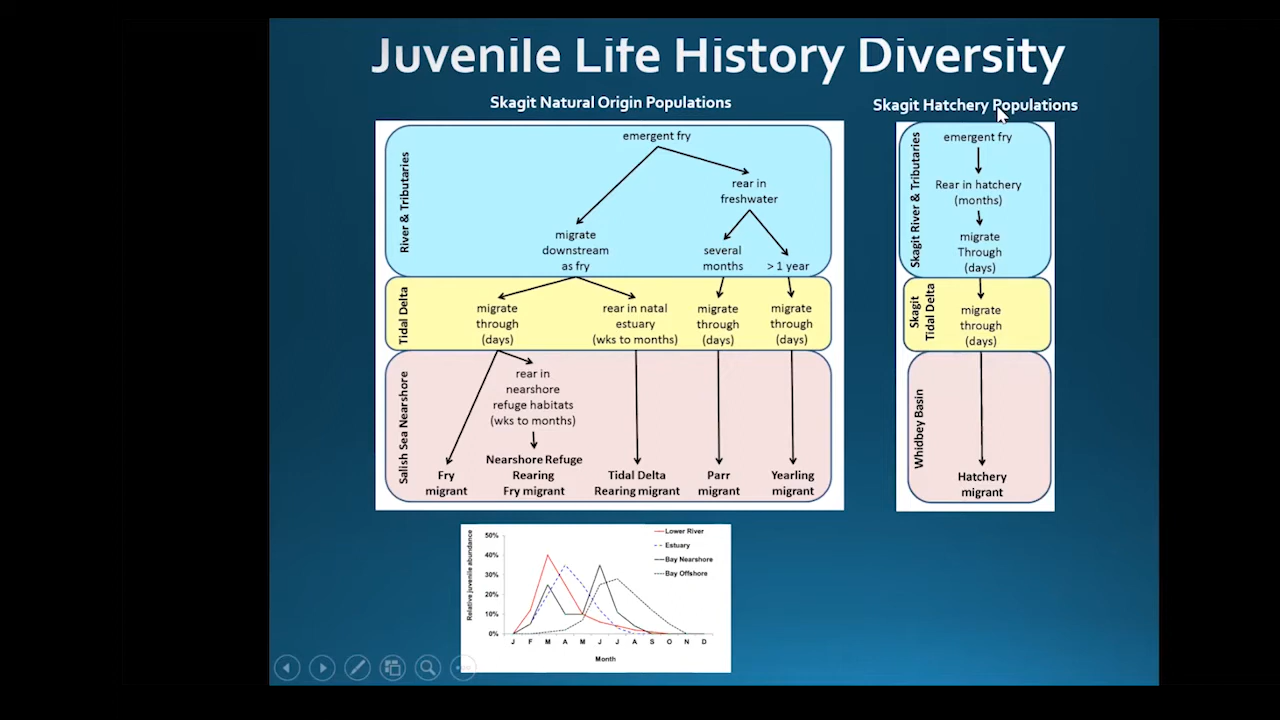 Juvenile Life History Diversity
Skagit Natural Origin Populations
River & Tributaries
emergent fry
rear in
freshwater
migrate
downstream
as fry
several
months
> 1 year
Tidal Delta
migrate
through
(days)
rear in natal
estuary
(wks to months)
migrate
through
(days)
migrate
through
(days)
Salish Sea Nearshore
rear in
nearshore
refuge habitats
(wks to months)
Fry
migrant
Nearshore Refuge
Rearing
Fry migrant
Tidal Delta
Rearing migrant
Parr
migrant
Yearling
migrant
Skagit Hatchery Populations
Skagit River & Tributaries
emergent fry
Rear in hatchery
(months)
migrate
Through
(days)
Skagit
Tidal Delta
migrate
through
(days)
Whidbey Basin
Hatchery
migrant
Relative juvenile abundance
50%
40%
30%
20%
10%
0%
Lower River
Estuary
Bay Nearshore
Bay Offshore
J F M A M J J A S O N D
Month